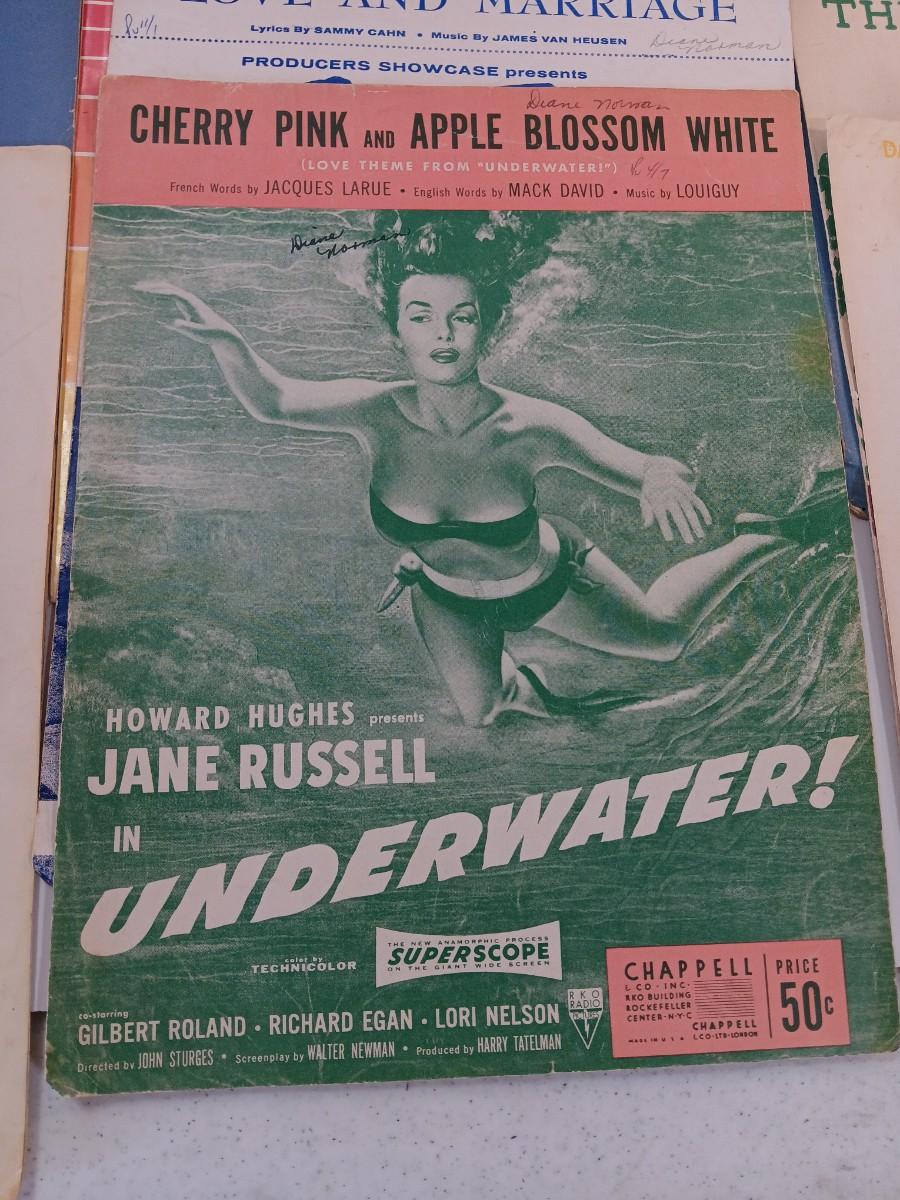 LOVE AND MARRIAGE
Lyrics By SAMMY CAHN • Music By JAMES VAN HEUSEN
Diane Norman
PRODUCERS SHOWCASE presents
TH
Diane Norman
CHERRY PINK AND APPLE BLOSSOM WHITE
(LOVE THEME FROM "UNDERWATER!")
French Words by JACQUES LARUE • English Words by MACK DAVID • Music by LOUIGUY
Diane
Norman
HOWARD HUGHES presents
JANE RUSSELL
IN
UNDERWATER!
color by
TECHNICOLOR
THE NEW ANAMORPHIC PROCESS
SUPERSCOPE
ON THE GIANT WIDE SCREEN
co-starring
GILBERT ROLAND • RICHARD EGAN • LORI NELSON
Directed by JOHN STURGES • Screenplay by WALTER NEWMAN • Produced by HARRY TATELMAN
RKO
RADIO
PICTURES
CHAPPELL
& CO • INC •
RKO BUILDING
ROCKEFELLER
CENTER • N•Y•C
CHAPPELL
& CO • LTD • LONDON
MADE IN U S A
PRICE
50c